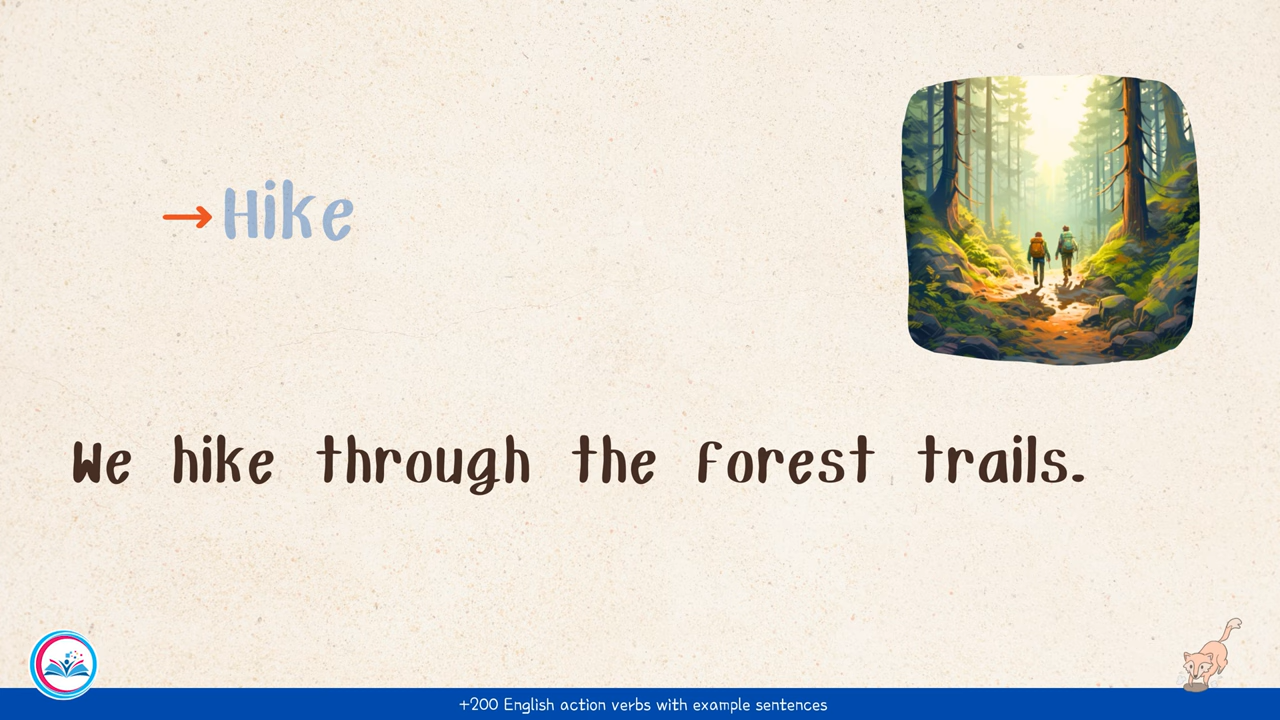 →Hike
We hike through the forest trails.
+200 English action verbs with example sentences